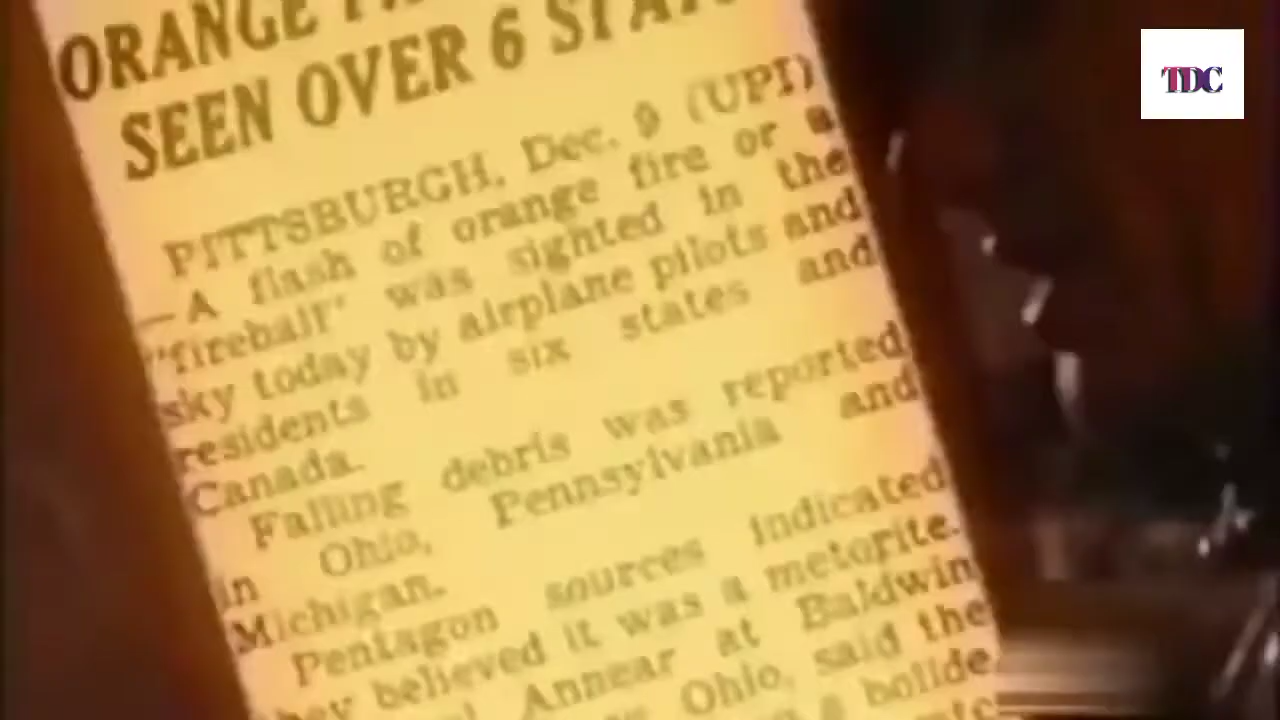 TDC
ORANGE
SEEN OVER 6
PITTSBURGH, Dec. 9 (UPI)
—A flash of orange fire or a
"fireball" was sighted in the
sky today by airplane pilots and
residents in six states and
Canada.
Falling debris was reported
in Ohio, Pennsylvania and
Michigan.
Pentagon sources indicated
believed it was a metorite.
Annear at Baldwin
Ohio, said the
a bolide